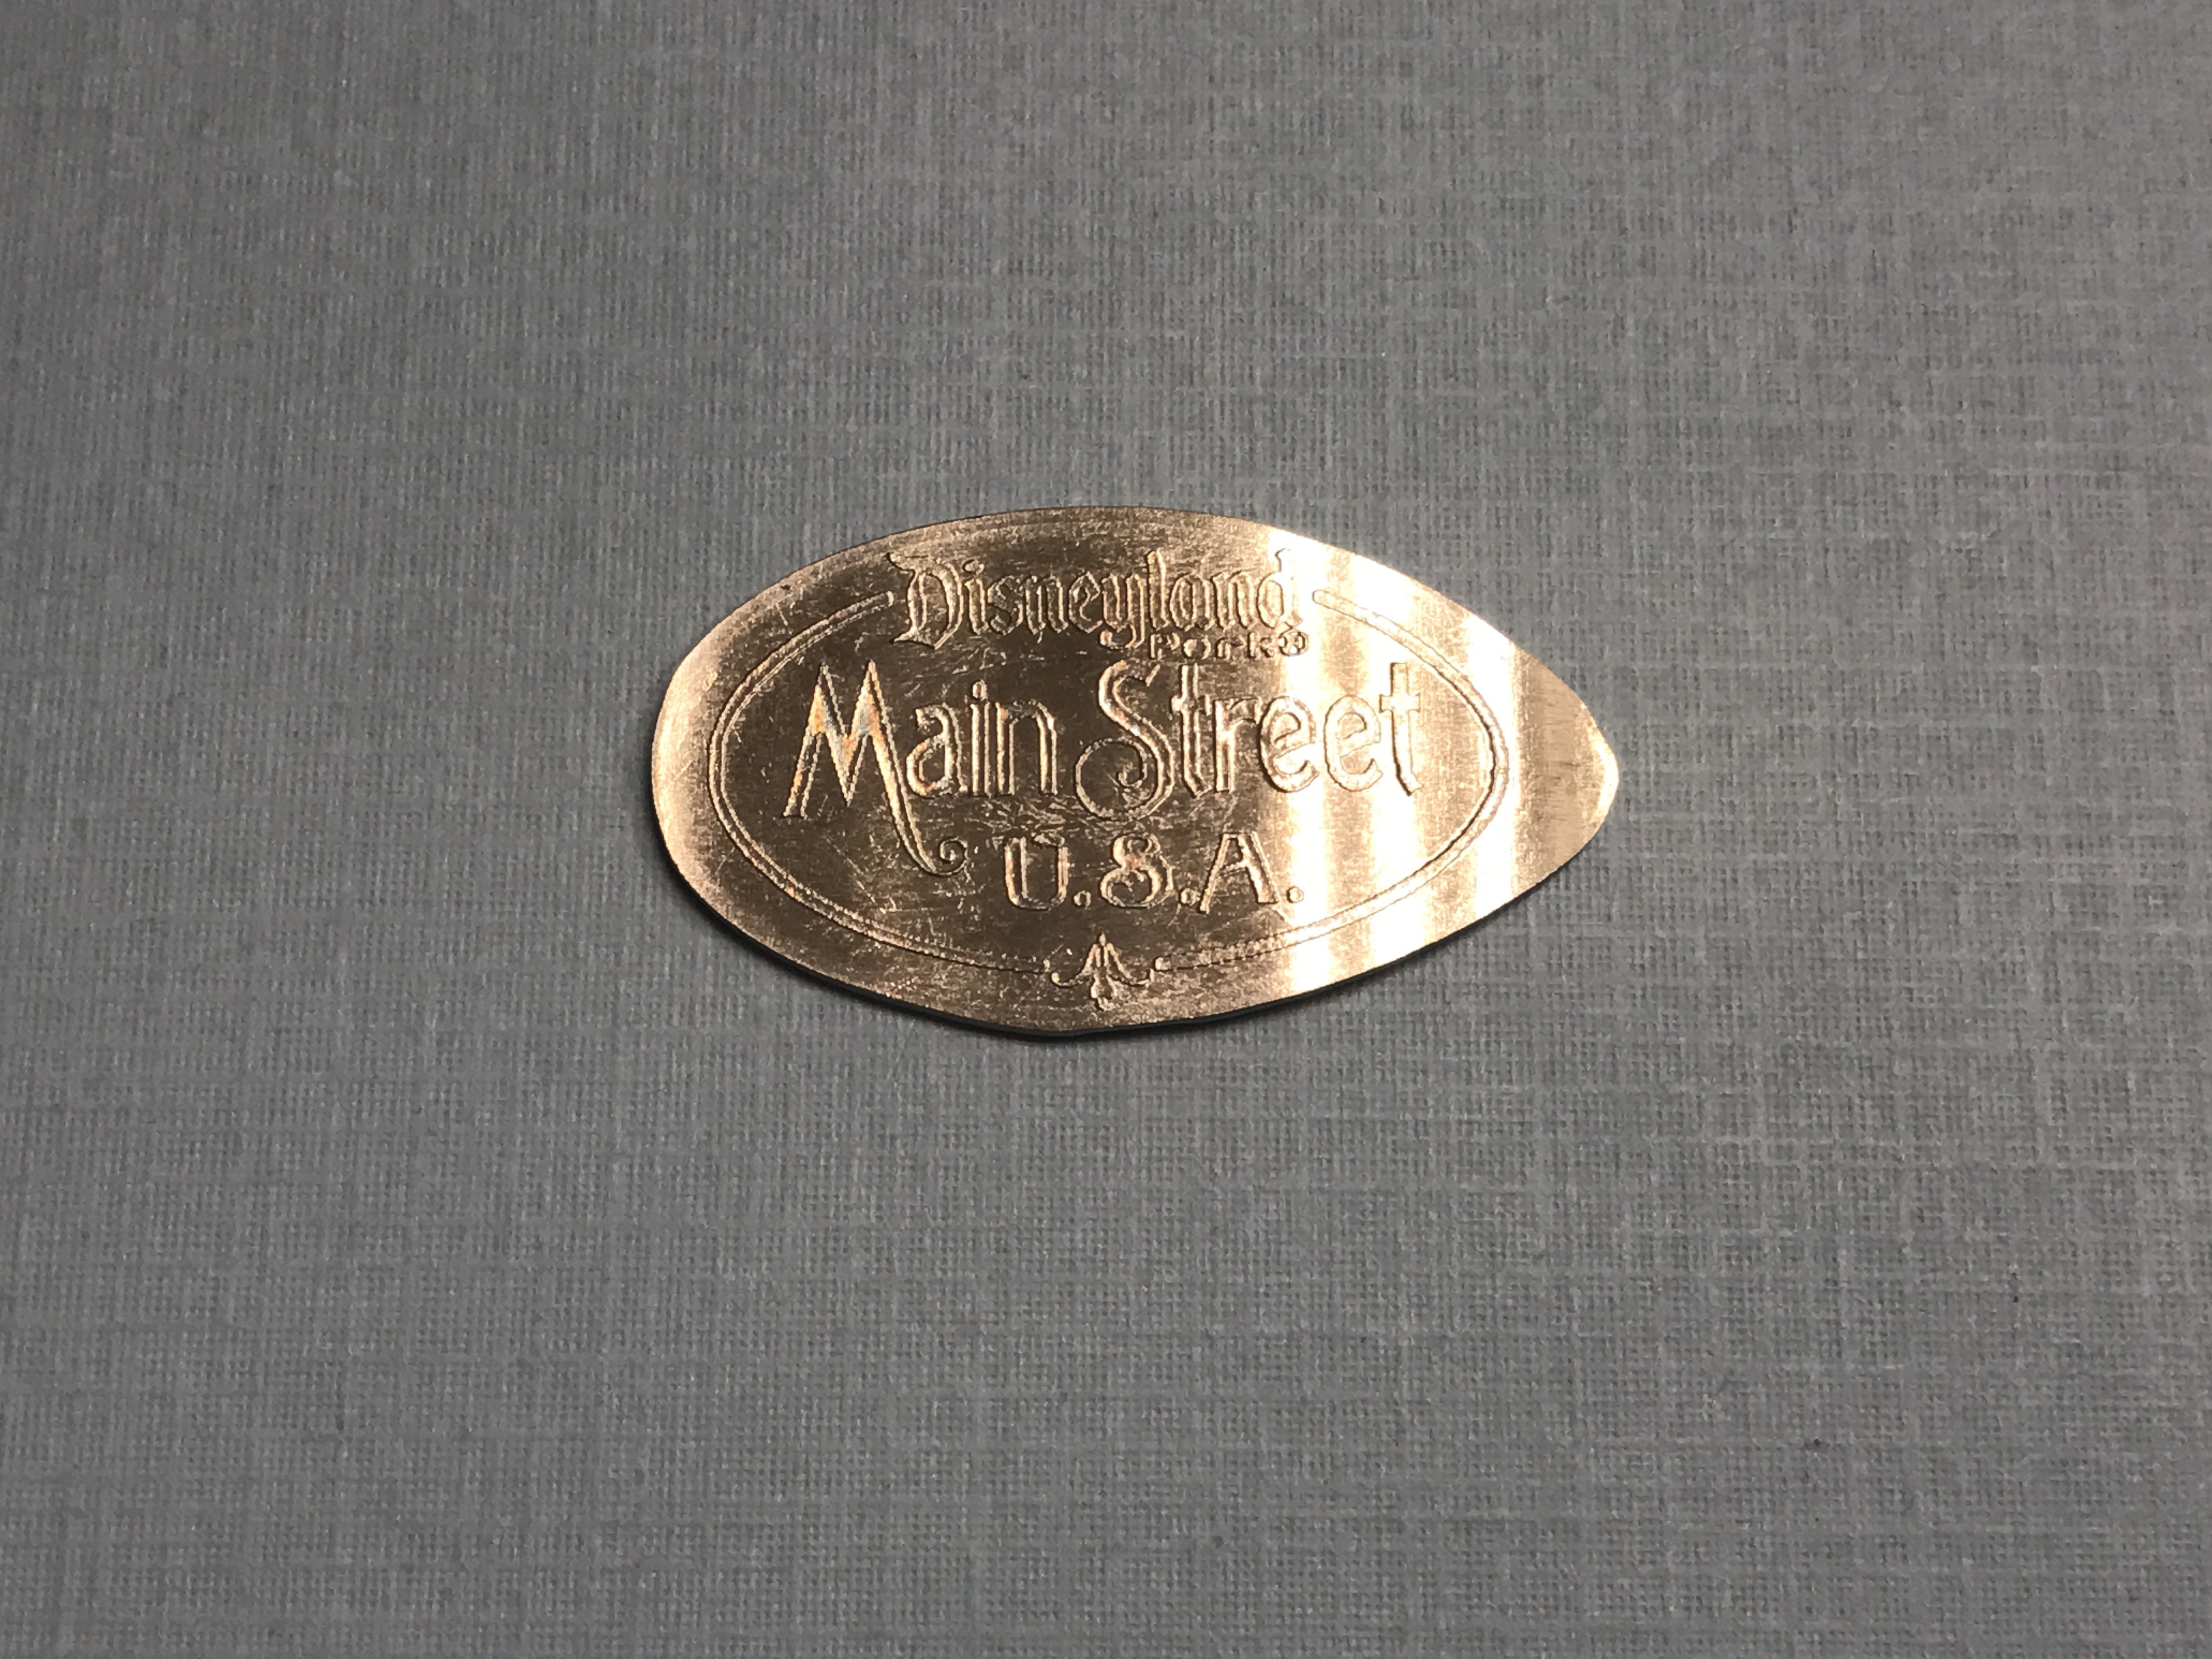 Disneyland
PARK®
Main Street
U.S.A.